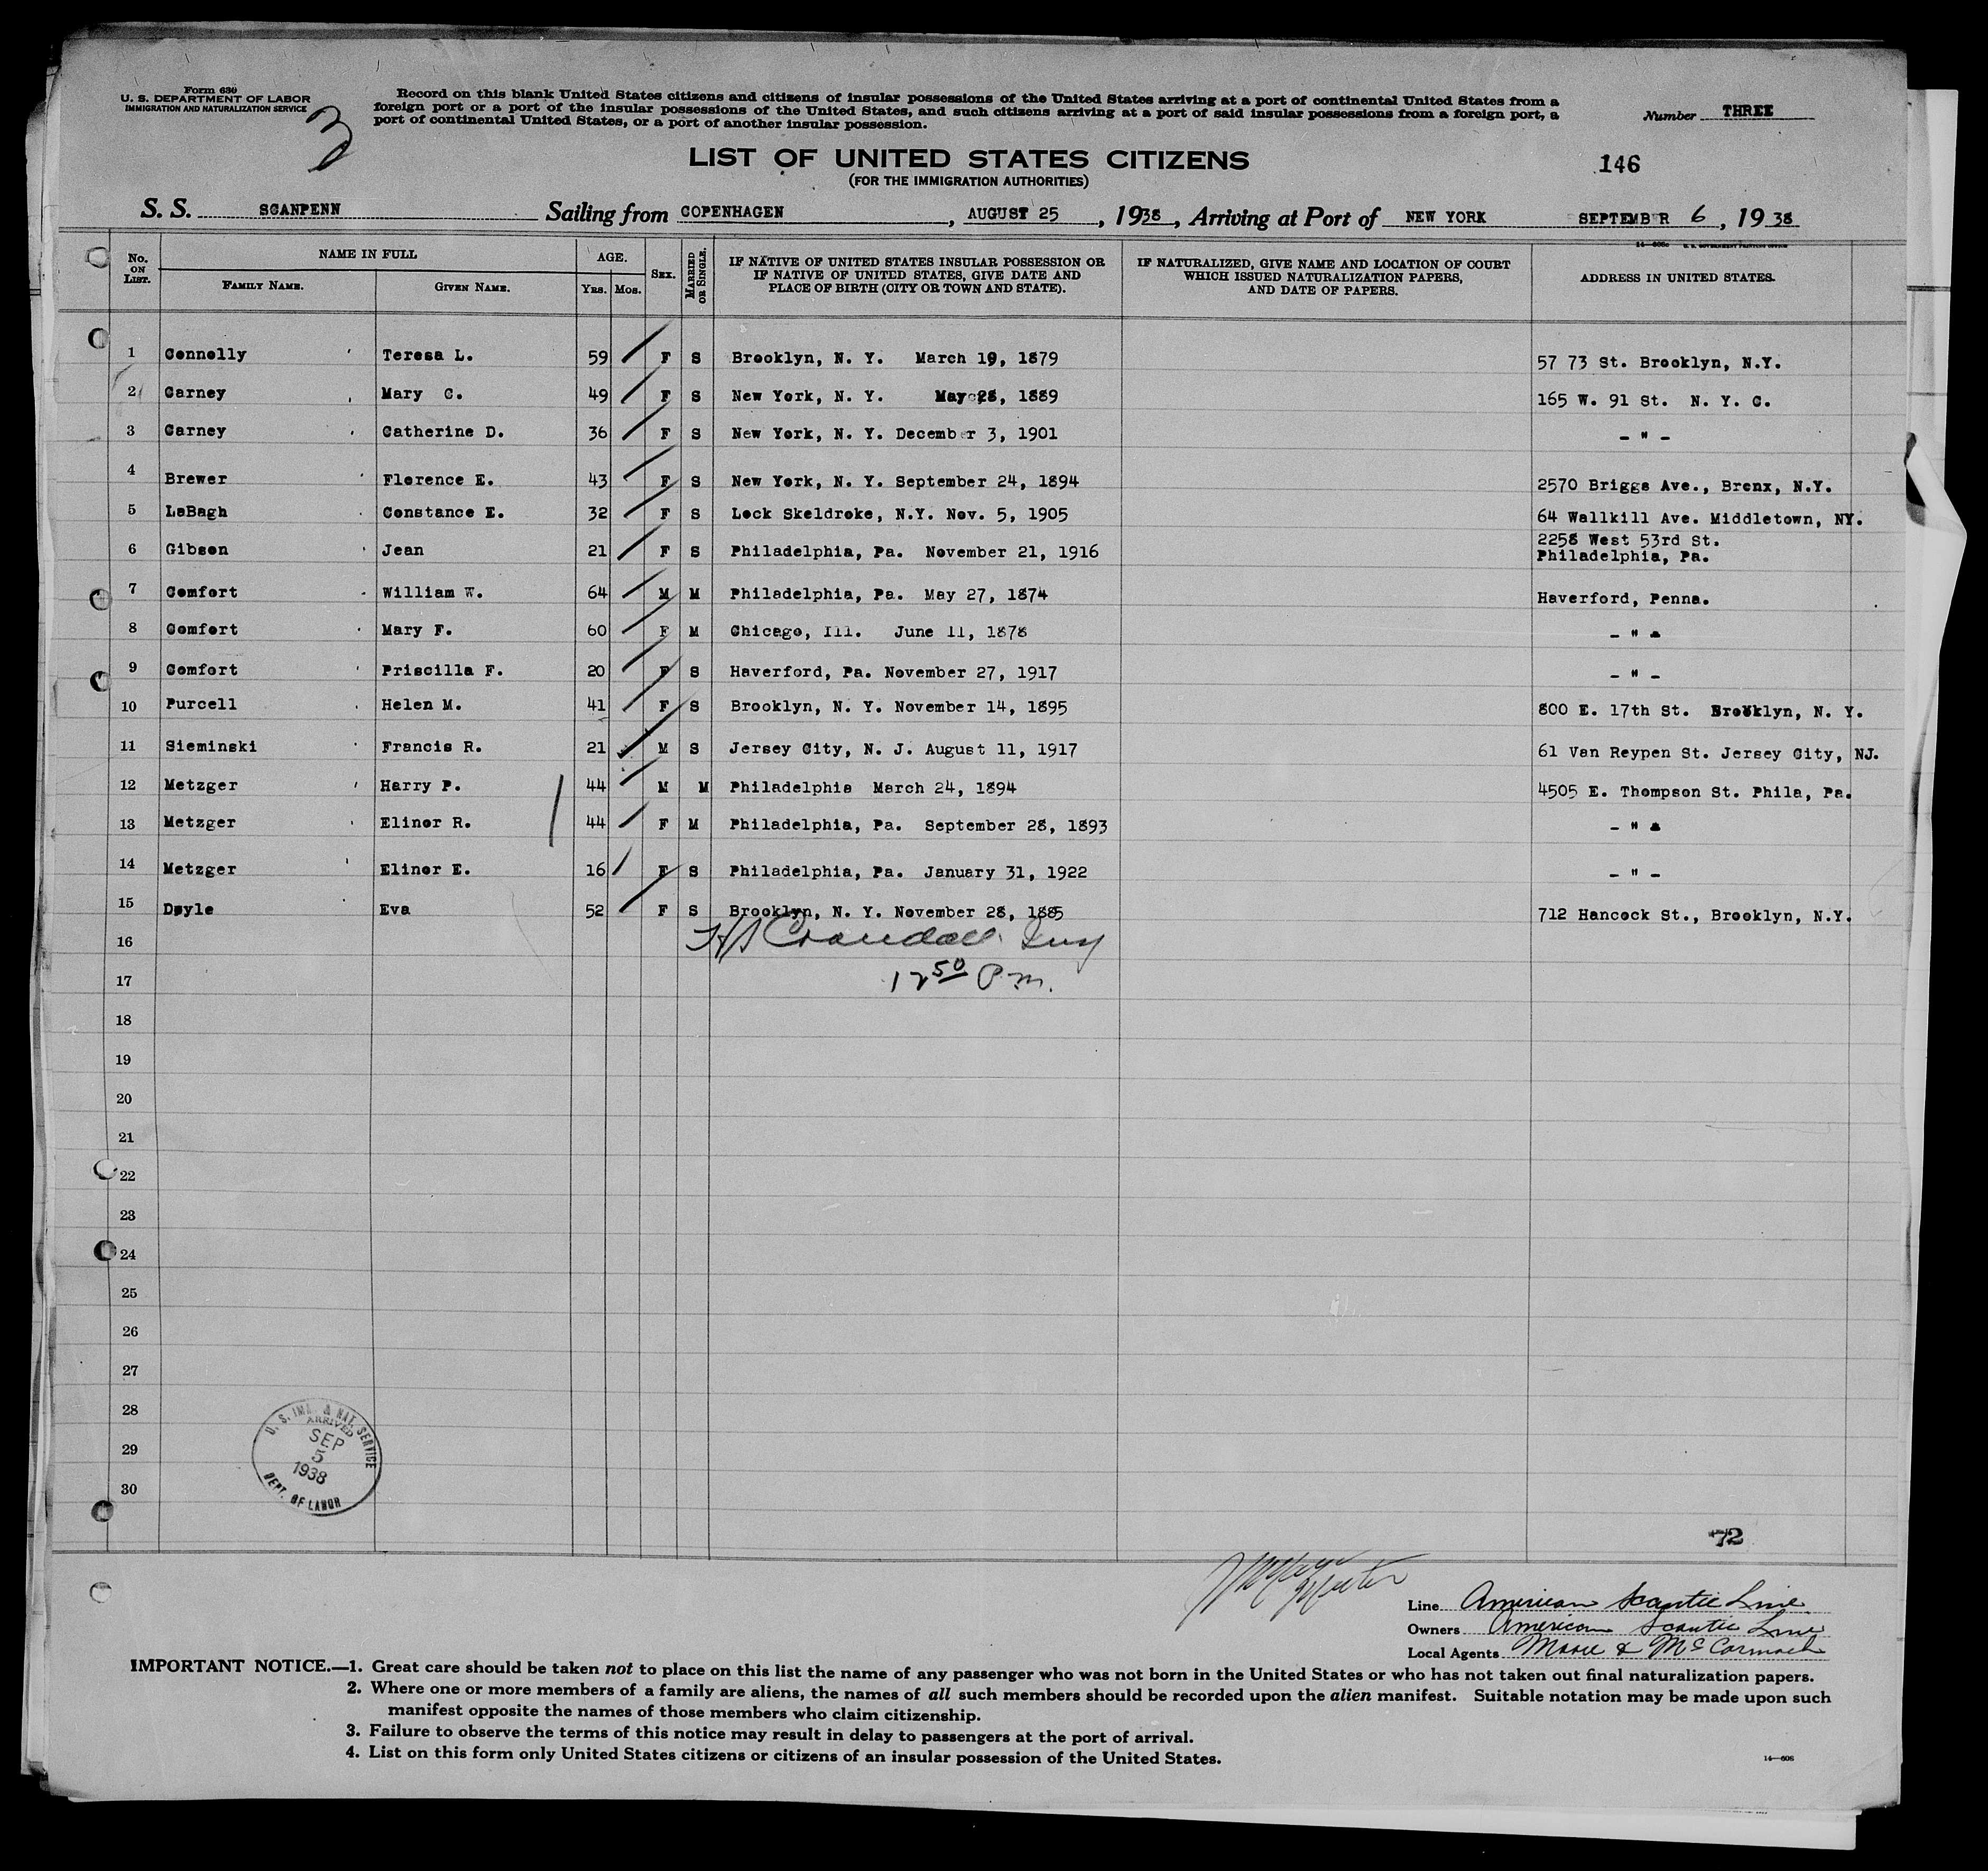 Form 630
U. S. DEPARTMENT OF LABOR
IMMIGRATION AND NATURALIZATION SERVICE
3
Record on this blank United States citizens and citizens of insular possessions of the United States arriving at a port of continental United States from a
foreign port or a port of the insular possessions of the United States, and such citizens arriving at a port of said insular possessions from a foreign port, a
port of continental United States, or a port of another insular possession.
Number THREE
LIST OF UNITED STATES CITIZENS
(FOR THE IMMIGRATION AUTHORITIES)
146
S. S. SCANPENN Sailing from COPENHAGEN, AUGUST 25, 1938, Arriving at Port of NEW YORK SEPTEMBER 6, 1938
No. ON LIST. NAME IN FULL AGE. SEX. MARRIED OR SINGLE. IF NATIVE OF UNITED STATES INSULAR POSSESSION OR IF NATIVE OF UNITED STATES, GIVE DATE AND PLACE OF BIRTH (CITY OR TOWN AND STATE). IF NATURALIZED, GIVE NAME AND LOCATION OF COURT WHICH ISSUED NATURALIZATION PAPERS, AND DATE OF PAPERS. ADDRESS IN UNITED STATES.
FAMILY NAME. GIVEN NAME. YRS. MOS.
1 Connolly Teresa L. 59 F S Brooklyn, N. Y. March 19, 1879 57 73 St. Brooklyn, N.Y.
2 Carney Mary C. 49 F S New York, N. Y. May 28, 1889 165 W. 91 St. N. Y. C.
3 Carney Catherine D. 36 F S New York, N. Y. December 3, 1901 - " -
4 Brewer Florence E. 43 F S New York, N. Y. September 24, 1894 2570 Briggs Ave., Bronx, N.Y.
5 LaBagh Constance E. 32 F S Lock Skeldroke, N.Y. Nov. 5, 1905 64 Wallkill Ave. Middletown, NY.
6 Gibson Jean 21 F S Philadelphia, Pa. November 21, 1916 2258 West 53rd St.
Philadelphia, Pa.
7 Comfort William W. 64 M M Philadelphia, Pa. May 27, 1874 Haverford, Penna.
8 Comfort Mary F. 60 F M Chicago, Ill. June 11, 1878 - " -
9 Comfort Priscilla F. 20 F S Haverford, Pa. November 27, 1917 - " -
10 Purcell Helen M. 41 F S Brooklyn, N. Y. November 14, 1895 800 E. 17th St. Brooklyn, N. Y.
11 Sieminski Francis R. 21 M S Jersey City, N. J. August 11, 1917 61 Van Reypen St. Jersey City, NJ.
12 Metzger Harry P. 44 M M Philadelphia March 24, 1894 4505 E. Thompson St. Phila, Pa.
13 Metzger Elinor R. 44 F M Philadelphia, Pa. September 28, 1893 - " -
14 Metzger Elinor E. 16 F S Philadelphia, Pa. January 31, 1922 - " -
15 Doyle Eva 52 F S Brooklyn, N. Y. November 28, 1885 712 Hancock St., Brooklyn, N.Y.
16 H S Crandall
17 12 50 P.m.
18
19
20
21
22
23
24
25
26
27
28
29
30
U. S. IMM. & NAT. SERVICE
ARRIVED
SEP
5
1938
DEPT. OF LABOR
72
Line American Scantic Line
Owners American Scantic Line
Local Agents Moore & McCormack
IMPORTANT NOTICE.—1. Great care should be taken not to place on this list the name of any passenger who was not born in the United States or who has not taken out final naturalization papers.
2. Where one or more members of a family are aliens, the names of all such members should be recorded upon the alien manifest. Suitable notation may be made upon such
manifest opposite the names of those members who claim citizenship.
3. Failure to observe the terms of this notice may result in delay to passengers at the port of arrival.
4. List on this form only United States citizens or citizens of an insular possession of the United States.
14—608